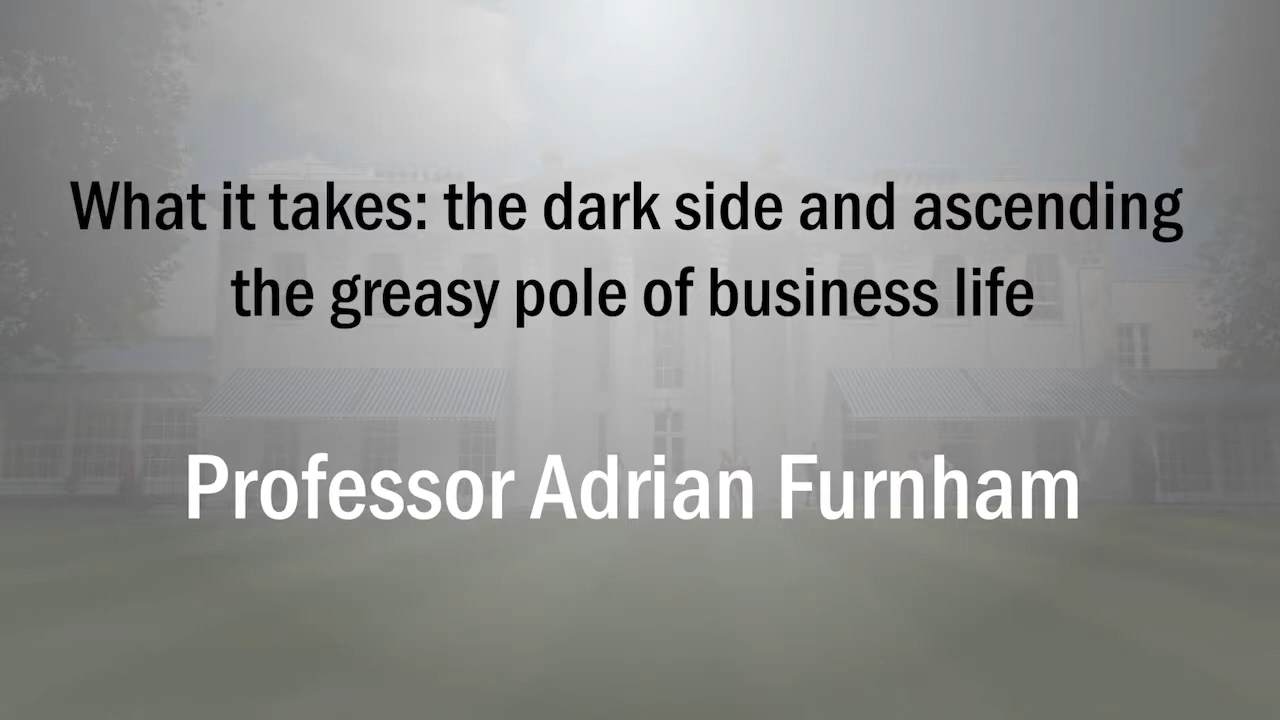 What it takes: the dark side and ascending
the greasy pole of business life
Professor Adrian Furnham